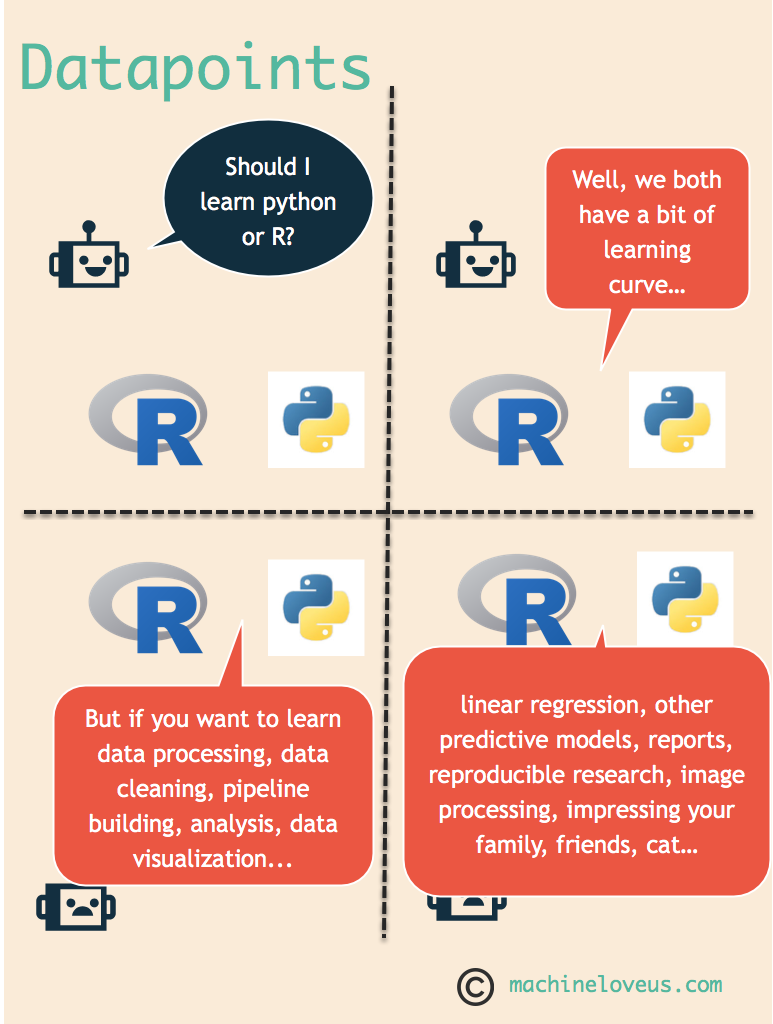 Datapoints
Should I
learn python
or R?
Well, we both
have a bit of
learning
curve…
R
R
R
R
But if you want to learn
data processing, data
cleaning, pipeline
building, analysis, data
visualization...
linear regression, other
predictive models, reports,
reproducible research, image
processing, impressing your
family, friends, cat…
© machineloveus.com